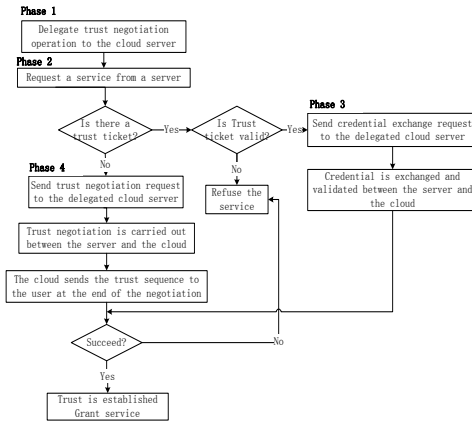 Phase 1
Delegate trust negotiation
operation to the cloud server
Phase 2
Request a service from a server
Is there a
trust ticket?
Yes
Is Trust
ticket valid?
Yes
Phase 3
Send credential exchange request
to the delegated cloud server
Credential is exchanged and
validated between the server and
the cloud
No
Refuse the
service
No
Phase 4
Send trust negotiation request
to the delegated cloud server
Trust negotiation is carried out
between the server and the cloud
The cloud sends the trust sequence to
the user at the end of the negotiation
Succeed?
No
Yes
Trust is established
Grant service